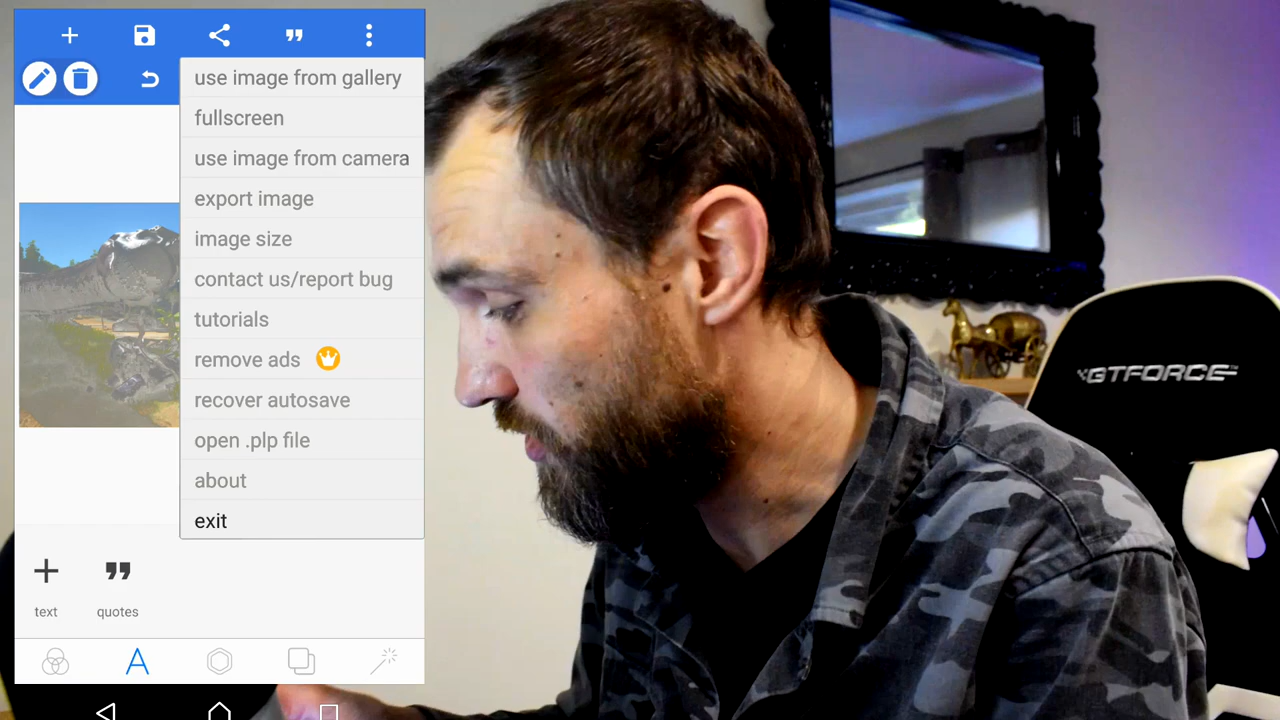 use image from gallery
fullscreen
use image from camera
export image
image size
contact us/report bug
tutorials
remove ads
recover autosave
open .plp file
about
exit
text
quotes
GTFORCE